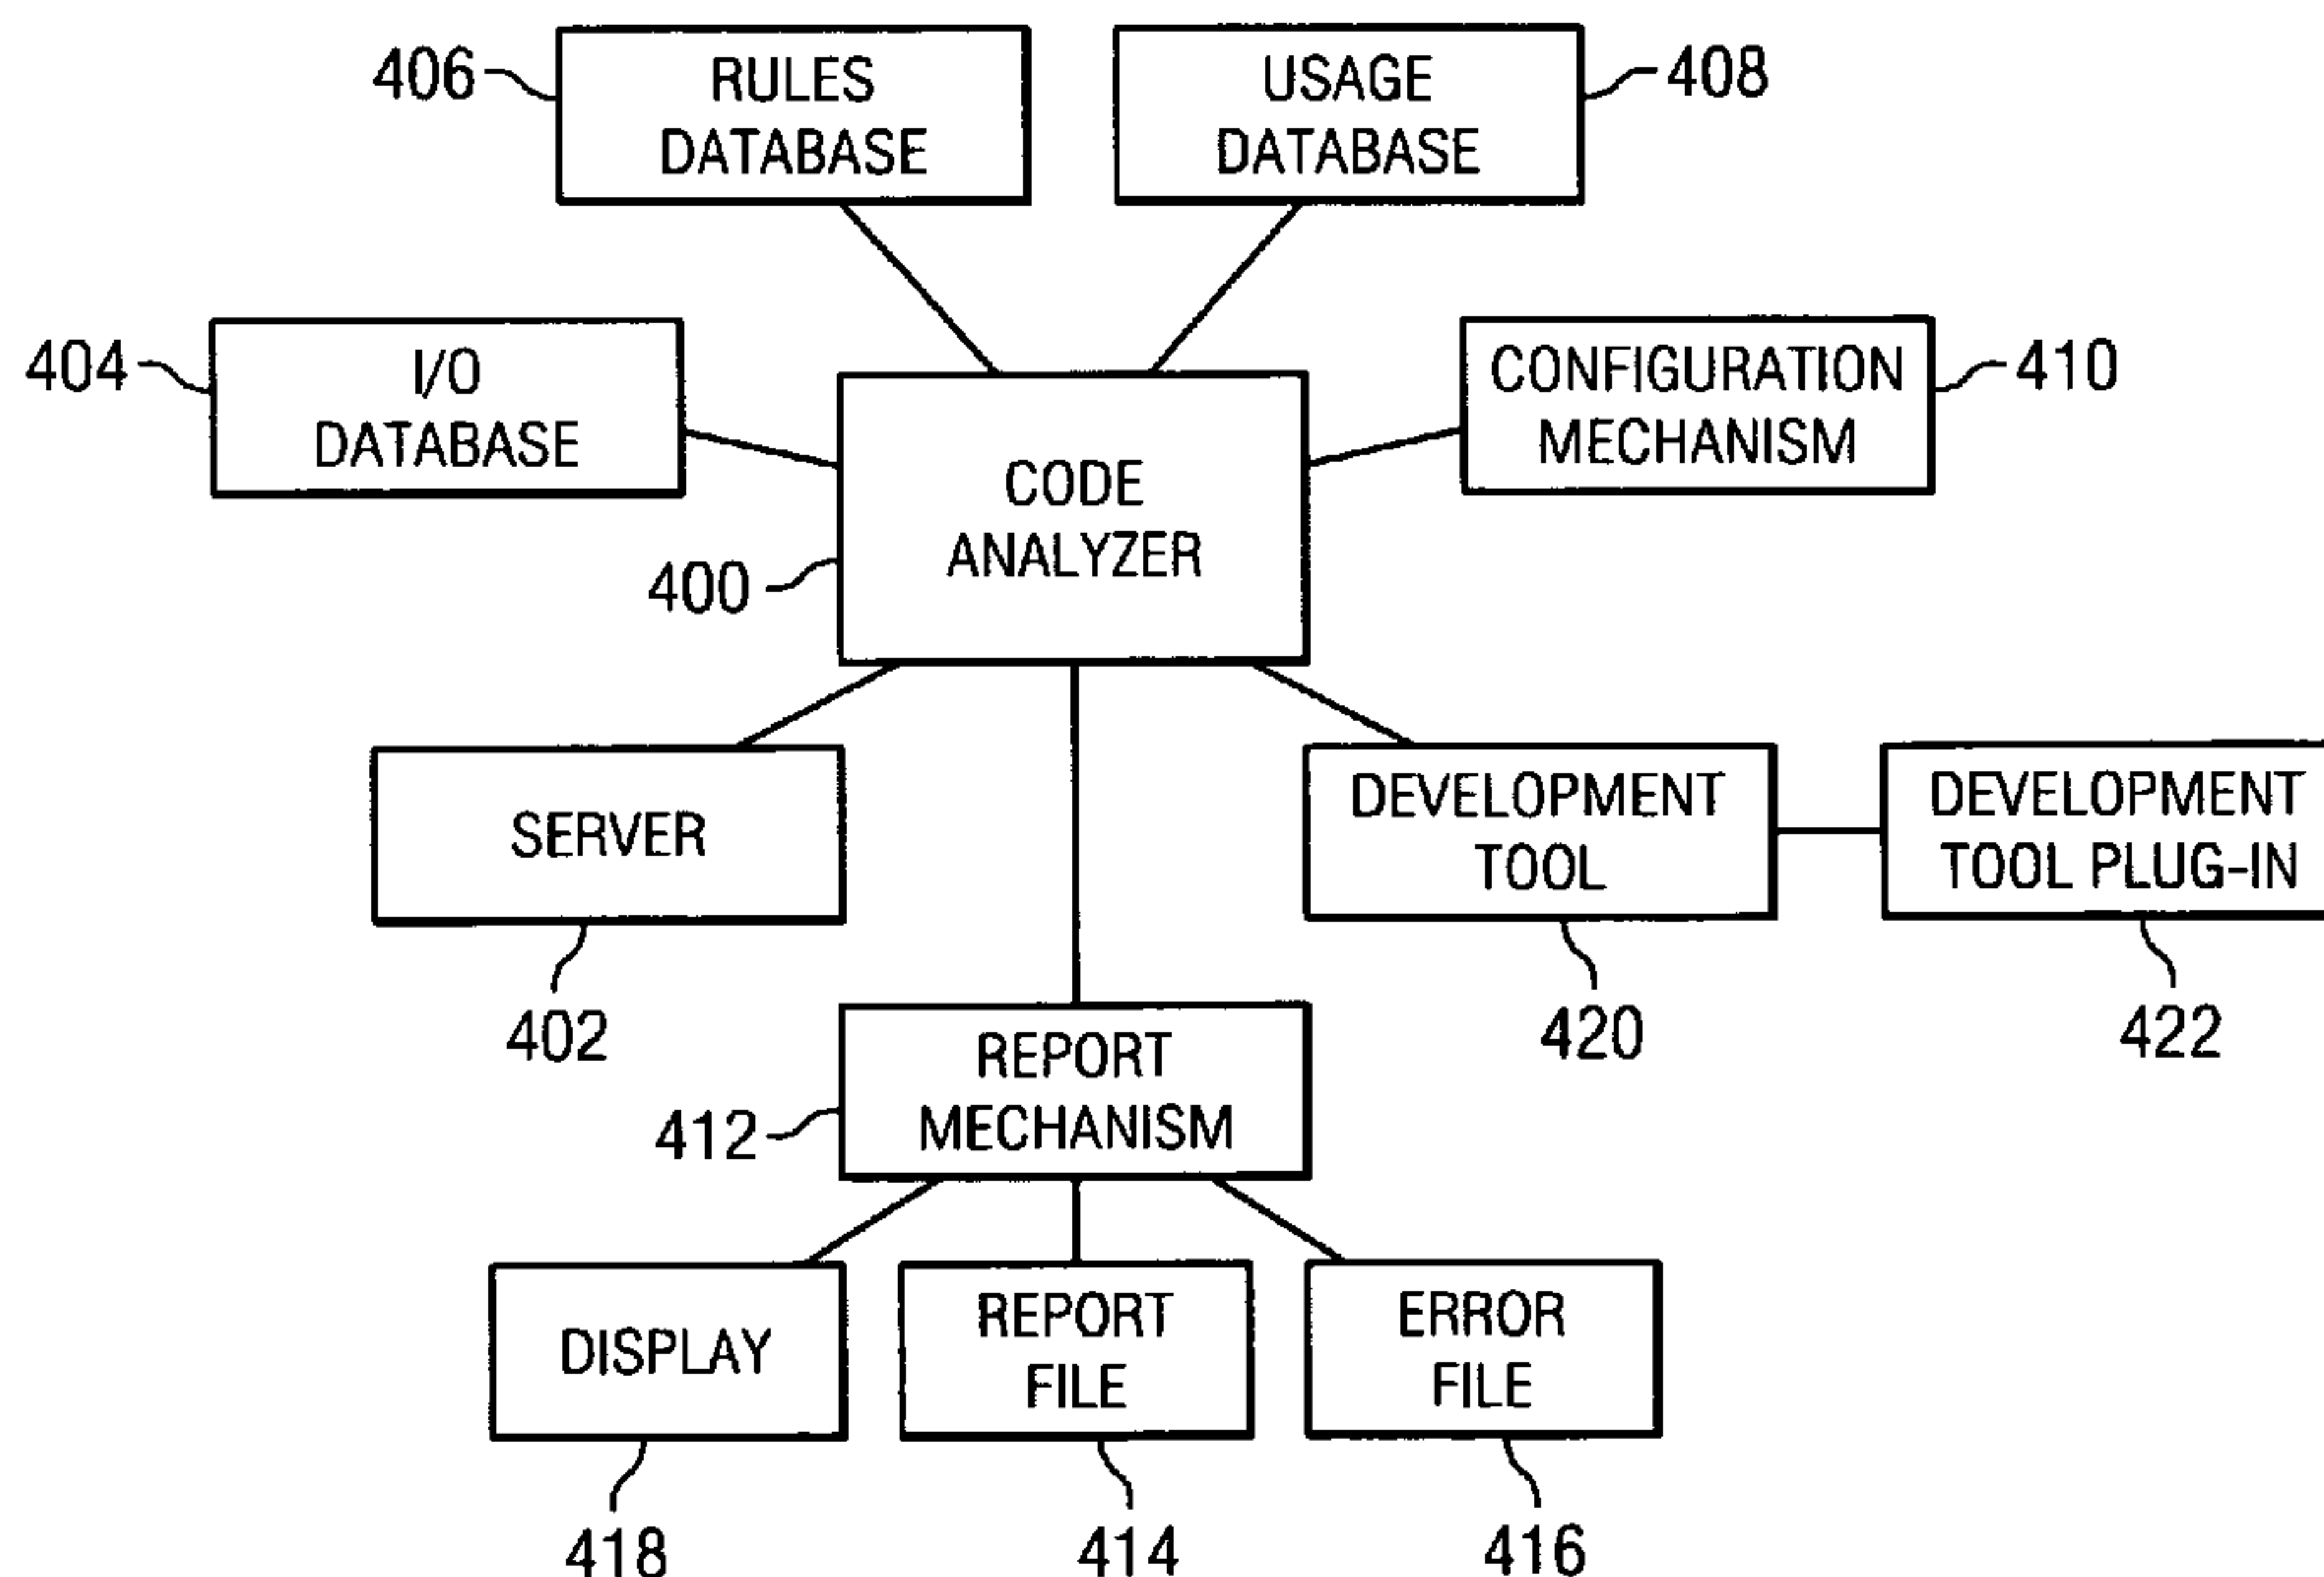 406
RULES
DATABASE
USAGE
DATABASE
408
404
I/O
DATABASE
CONFIGURATION
MECHANISM
410
CODE
ANALYZER
400
SERVER
402
DEVELOPMENT
TOOL
420
DEVELOPMENT
TOOL PLUG-IN
422
REPORT
MECHANISM
412
DISPLAY
418
REPORT
FILE
414
ERROR
FILE
416